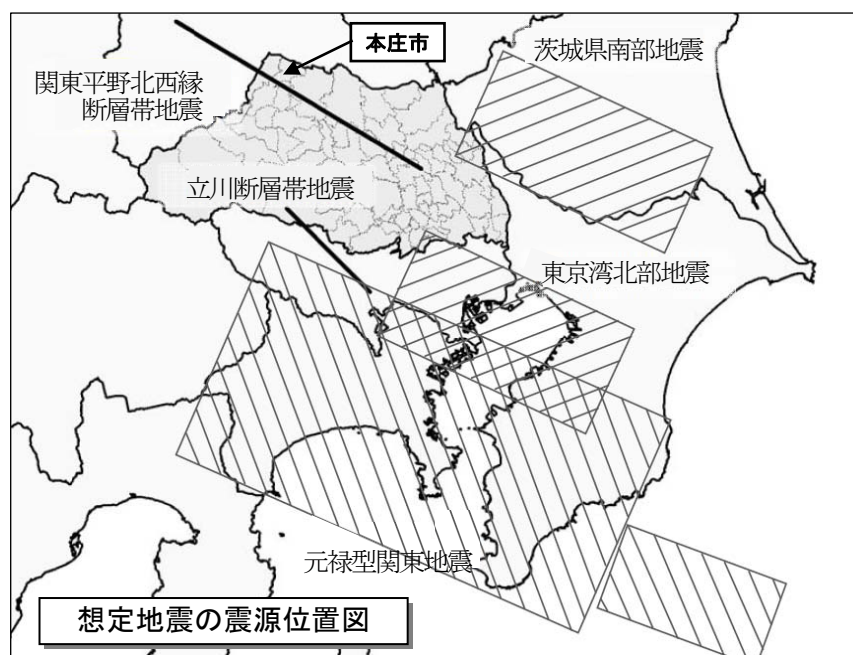 本庄市
茨城県南部地震
関東平野北西縁
断層帯地震
立川断層帯地震
東京湾北部地震
元禄型関東地震
想定地震の震源位置図